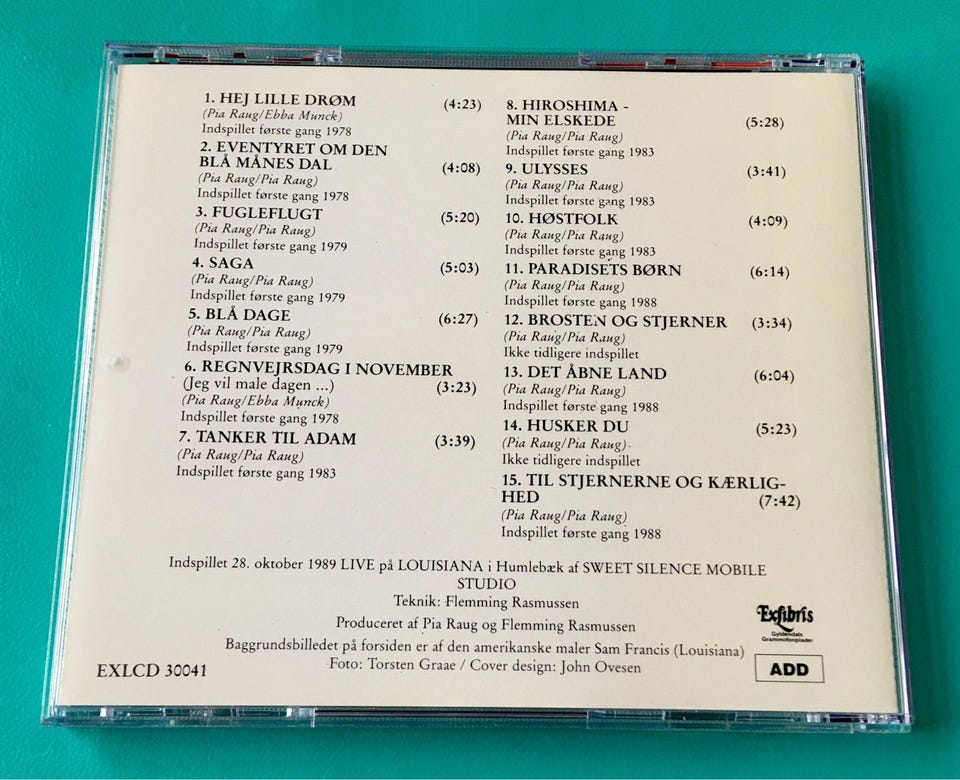 1. HEJ LILLE DRØM (4:23)
(Pia Raug/Ebba Munck)
Indspillet første gang 1978
2. EVENTYRET OM DEN
BLÅ MÅNES DAL (4:08)
(Pia Raug/Pia Raug)
Indspillet første gang 1978
3. FUGLEFLUGT (5:20)
(Pia Raug/Pia Raug)
Indspillet første gang 1979
4. SAGA (5:03)
(Pia Raug/Pia Raug)
Indspillet første gang 1979
5. BLÅ DAGE (6:27)
(Pia Raug/Pia Raug)
Indspillet første gang 1979
6. REGNVEJRSDAG I NOVEMBER
(Jeg vil male dagen ...) (3:23)
(Pia Raug/Ebba Munck)
Indspillet første gang 1978
7. TANKER TIL ADAM (3:39)
(Pia Raug/Pia Raug)
Indspillet første gang 1983
8. HIROSHIMA -
MIN ELSKEDE (5:28)
(Pia Raug/Pia Raug)
Indspillet første gang 1983
9. ULYSSES (3:41)
(Pia Raug/Pia Raug)
Indspillet første gang 1983
10. HØSTFOLK (4:09)
(Pia Raug/Pia Raug)
Indspillet første gang 1983
11. PARADISETS BØRN (6:14)
(Pia Raug/Pia Raug)
Indspillet første gang 1988
12. BROSTEN OG STJERNER (3:34)
(Pia Raug/Pia Raug)
Ikke tidligere indspillet
13. DET ÅBNE LAND (6:04)
(Pia Raug/Pia Raug)
Indspillet første gang 1988
14. HUSKER DU (5:23)
(Pia Raug/Pia Raug)
Ikke tidligere indspillet
15. TIL STJERNERNE OG KÆRLIG-
HED (7:42)
(Pia Raug/Pia Raug)
Indspillet første gang 1988
Indspillet 28. oktober 1989 LIVE på LOUISIANA i Humlebæk af SWEET SILENCE MOBILE
STUDIO
Teknik: Flemming Rasmussen
Produceret af Pia Raug og Flemming Rasmussen
Baggrundsbilledet på forsiden er af den amerikanske maler Sam Francis (Louisiana)
Foto: Torsten Graae / Cover design: John Ovesen
EXLCD 30041
Exlibris
Gyldendals
Grammofonplader
ADD